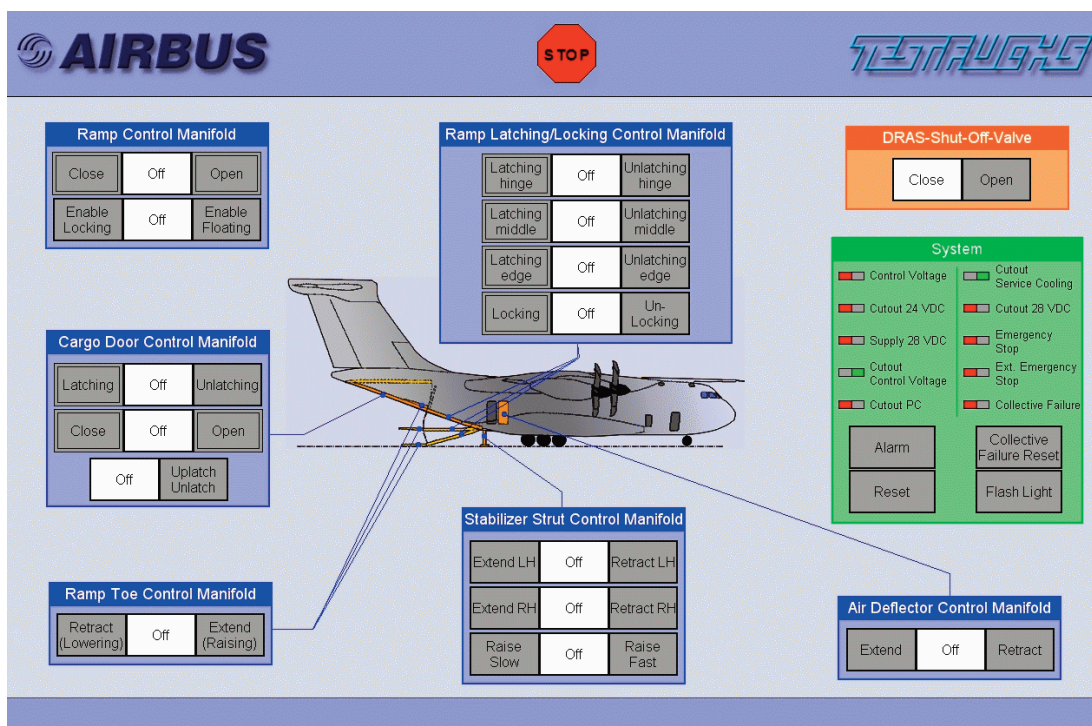 AIRBUS
STOP
TESTFUCHS
Ramp Control Manifold
Close Off Open
Enable Locking Off Enable Floating
Ramp Latching/Locking Control Manifold
Latching hinge Off Unlatching hinge
Latching middle Off Unlatching middle
Latching edge Off Unlatching edge
Locking Off Un-Locking
DRAS-Shut-Off-Valve
Close Open
System
Control Voltage
Cutout Service Cooling
Cutout 24 VDC
Cutout 28 VDC
Supply 28 VDC
Emergency Stop
Cutout Control Voltage
Ext. Emergency Stop
Cutout PC
Collective Failure
Alarm
Collective Failure Reset
Reset
Flash Light
Cargo Door Control Manifold
Latching Off Unlatching
Close Off Open
Off Uplatch Unlatch
Stabilizer Strut Control Manifold
Extend LH Off Retract LH
Extend RH Off Retract RH
Raise Slow Off Raise Fast
Ramp Toe Control Manifold
Retract (Lowering) Off Extend (Raising)
Air Deflector Control Manifold
Extend Off Retract